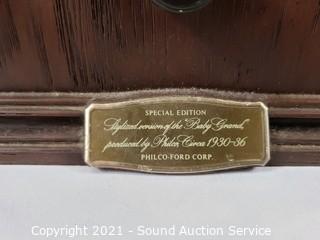 SPECIAL EDITION
Stylized version of the "Baby Grand,"
produced by Philco, Circa 1930-36
PHILCO-FORD CORP.
Copyright 2021 - Sound Auction Service